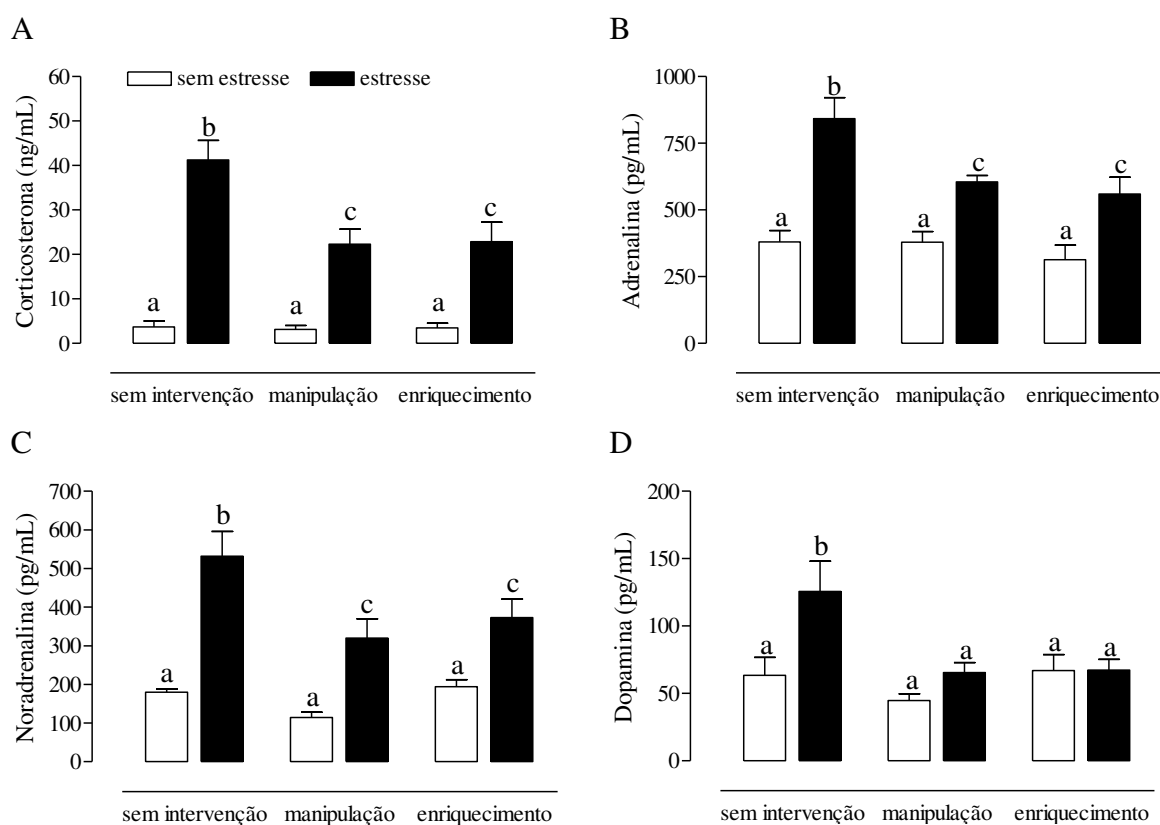 A
sem estresse estresse
Corticosterona (ng/mL)
60
50
40
30
20
10
0
a b a c a c
sem intervenção manipulação enriquecimento
B
Adrenalina (pg/mL)
1000
750
500
250
0
a b a c a c
sem intervenção manipulação enriquecimento
C
Noradrenalina (pg/mL)
700
600
500
400
300
200
100
0
a b a c a c
sem intervenção manipulação enriquecimento
D
Dopamina (pg/mL)
200
150
100
50
0
a b a a a a
sem intervenção manipulação enriquecimento